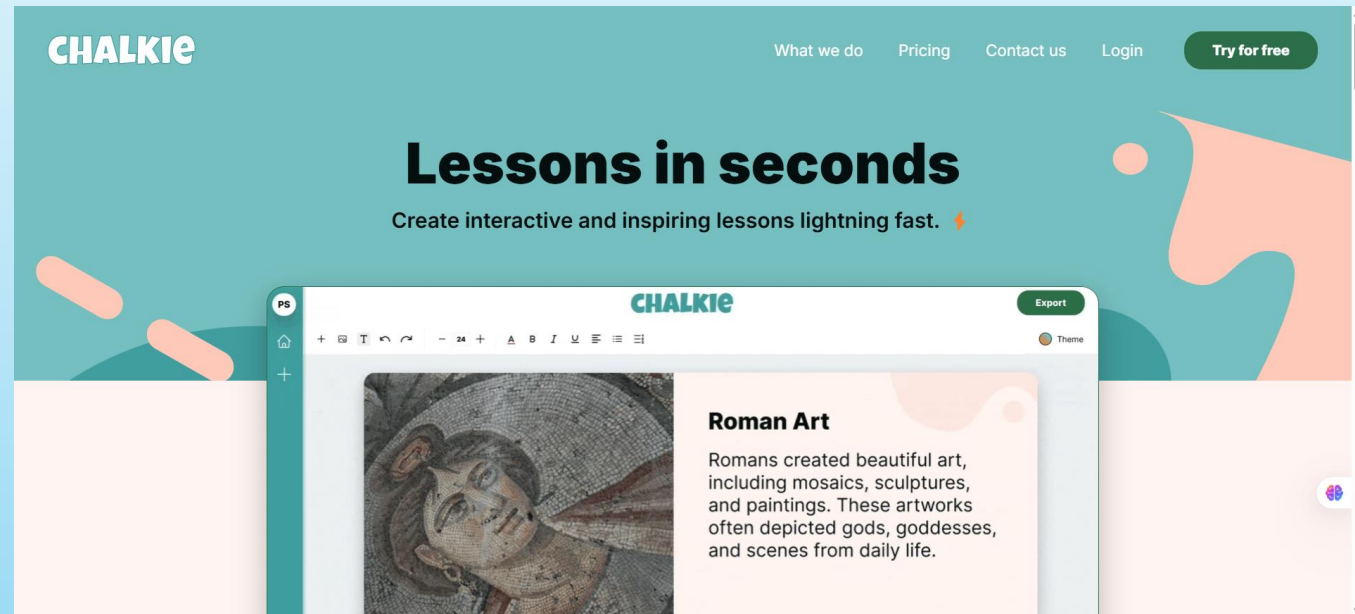 CHALKIE
What we do Pricing Contact us Login Try for free
Lessons in seconds
Create interactive and inspiring lessons lightning fast.
PS
CHALKIE
Export
T - 24 + A B I U
Theme
Roman Art
Romans created beautiful art,
including mosaics, sculptures,
and paintings. These artworks
often depicted gods, goddesses,
and scenes from daily life.